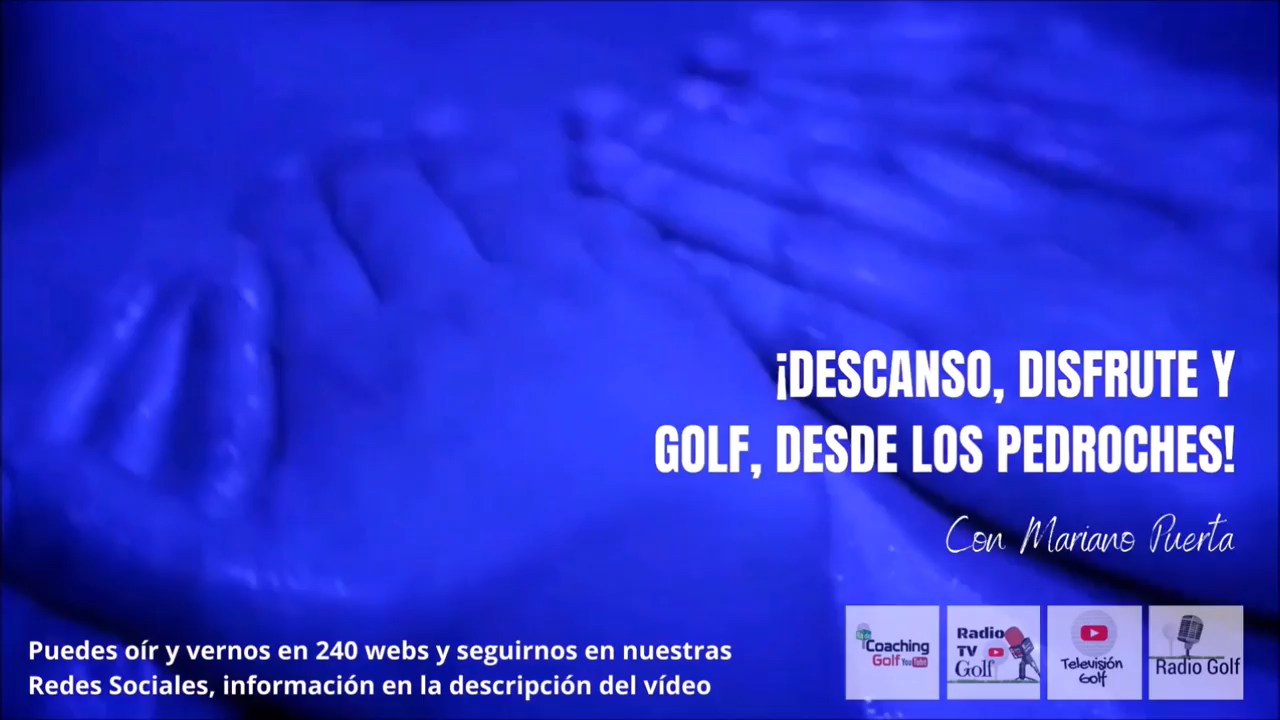 ¡DESCANSO, DISFRUTE Y
GOLF, DESDE LOS PEDROCHES!
Con Mariano Puerta
Puedes oír y vernos en 240 webs y seguirnos en nuestras
Redes Sociales, información en la descripción del vídeo
Coaching
Golf YouTube
Radio
TV
Golf
Televisión
Golf
Radio Golf